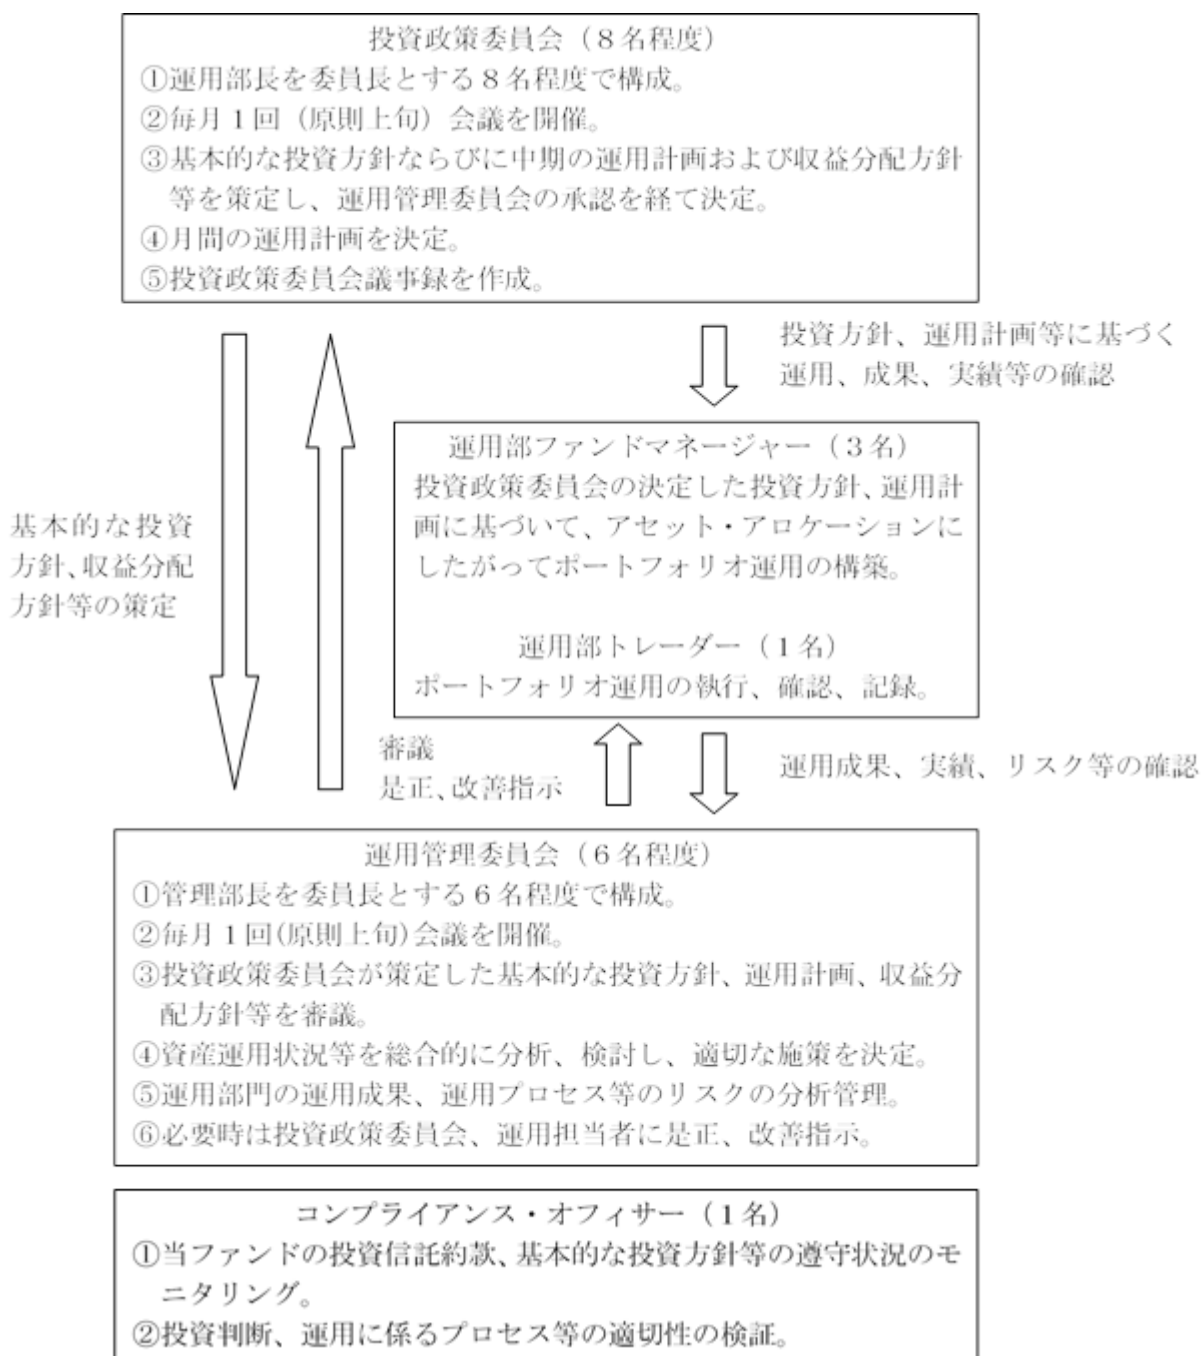 投資政策委員会（８名程度）
①運用部長を委員長とする８名程度で構成。
②毎月１回（原則上旬）会議を開催。
③基本的な投資方針ならびに中期の運用計画および収益分配方針
等を策定し、運用管理委員会の承認を経て決定。
④月間の運用計画を決定。
⑤投資政策委員会議事録を作成。
投資方針、運用計画等に基づく
運用、成果、実績等の確認
運用部ファンドマネージャー（３名）
投資政策委員会の決定した投資方針、運用計
画に基づいて、アセット・アロケーションに
したがってポートフォリオ運用の構築。
運用部トレーダー（１名）
ポートフォリオ運用の執行、確認、記録。
基本的な投資
方針、収益分配
方針等の策定
審議
是正、改善指示
運用成果、実績、リスク等の確認
運用管理委員会（６名程度）
①管理部長を委員長とする６名程度で構成。
②毎月１回(原則上旬)会議を開催。
③投資政策委員会が策定した基本的な投資方針、運用計画、収益分
配方針等を審議。
④資産運用状況等を総合的に分析、検討し、適切な施策を決定。
⑤運用部門の運用成果、運用プロセス等のリスクの分析管理。
⑥必要時は投資政策委員会、運用担当者に是正、改善指示。
コンプライアンス・オフィサー（１名）
①当ファンドの投資信託約款、基本的な投資方針等の遵守状況のモ
ニタリング。
②投資判断、運用に係るプロセス等の適切性の検証。